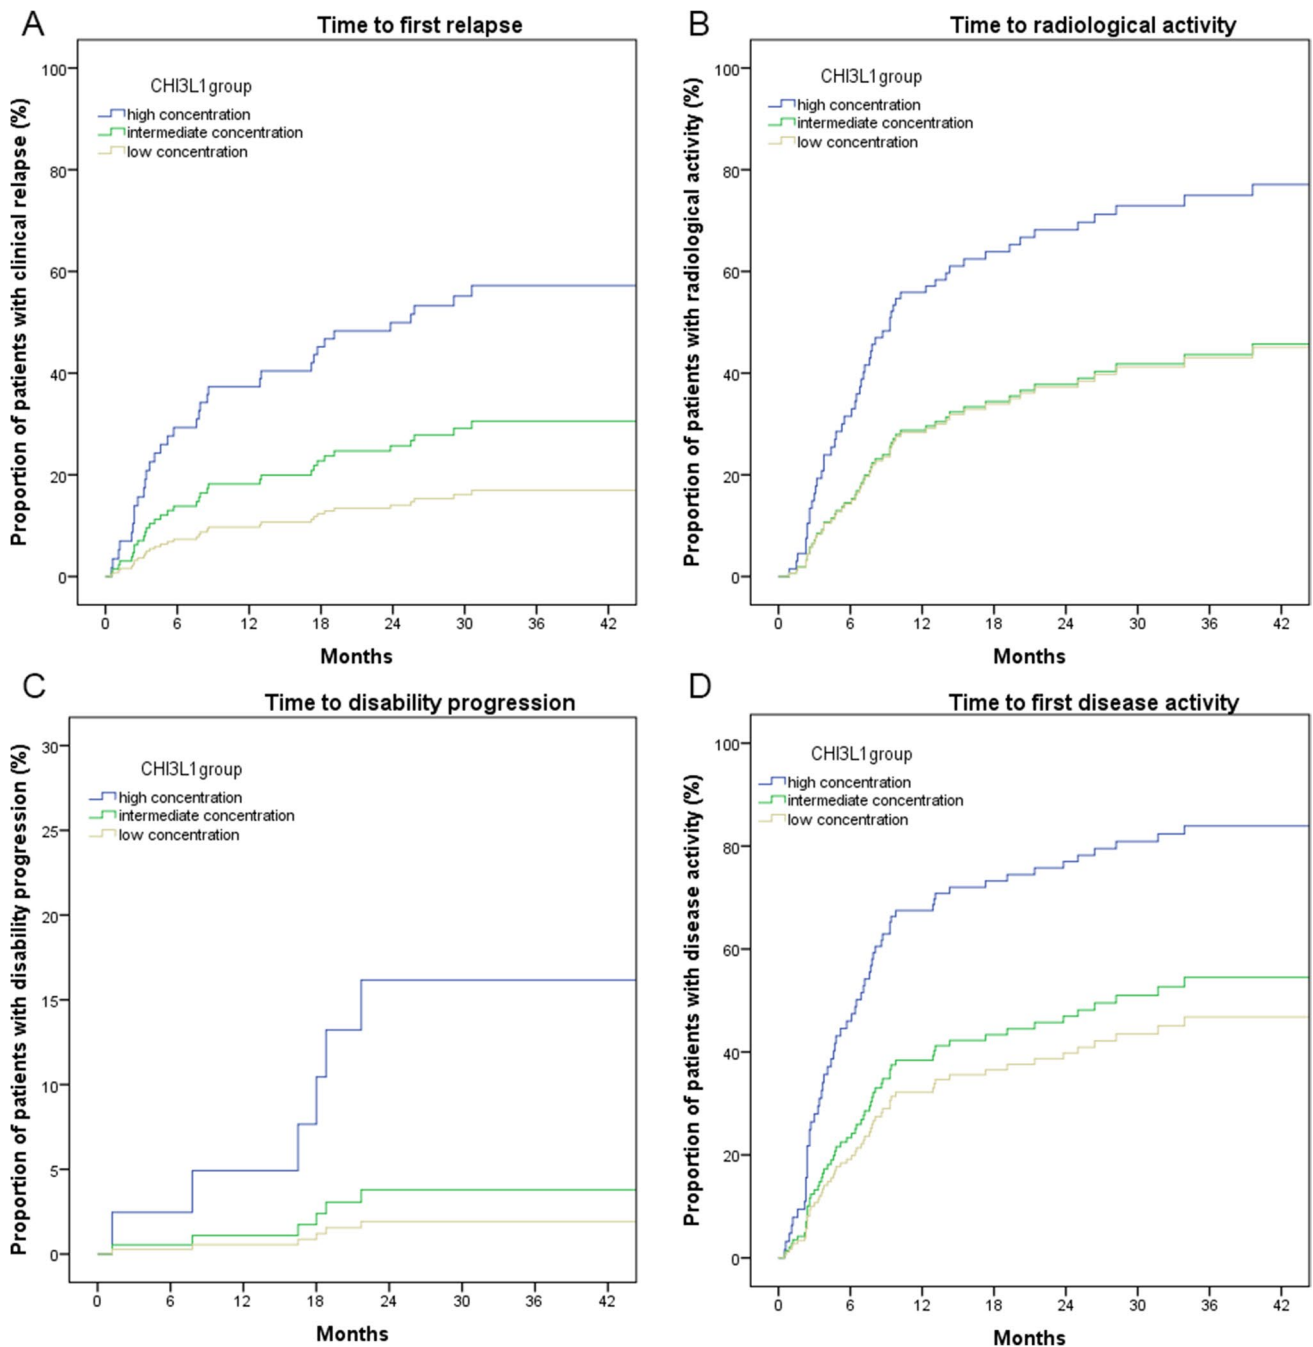 A
Time to first relapse
Proportion of patients with clinical relapse (%)
CHI3L1group
high concentration
intermediate concentration
low concentration
100
80
60
40
20
0
0 6 12 18 24 30 36 42
Months
B
Time to radiological activity
Proportion of patients with radiological activity (%)
CHI3L1group
high concentration
intermediate concentration
low concentration
100
80
60
40
20
0
0 6 12 18 24 30 36 42
Months
C
Time to disability progression
Proportion of patients with disability progression (%)
CHI3L1group
high concentration
intermediate concentration
low concentration
30
25
20
15
10
5
0
0 6 12 18 24 30 36 42
Months
D
Time to first disease activity
Proportion of patients with disease activity (%)
CHI3L1group
high concentration
intermediate concentration
low concentration
100
80
60
40
20
0
0 6 12 18 24 30 36 42
Months